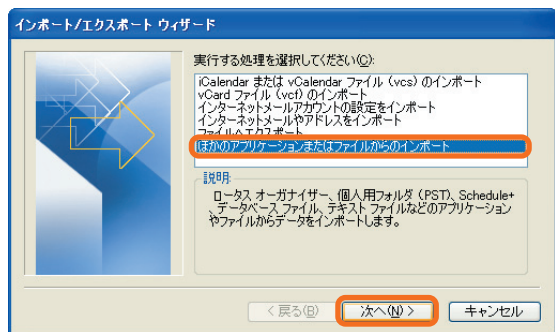 インポート/エクスポート ウィザード
実行する処理を選択してください(C):
iCalendar または vCalendar ファイル (vcs) のインポート
vCard ファイル (vcf) のインポート
インターネットメールアカウントの設定をインポート
インターネットメールやアドレスをインポート
ファイルへエクスポート
ほかのアプリケーションまたはファイルからのインポート
説明
ロータス オーガナイザー、個人用フォルダ (PST)、Schedule+
、データベース ファイル、テキスト ファイルなどのアプリケーション
やファイルからデータをインポートします。
< 戻る(B)
次へ(N) >
キャンセル